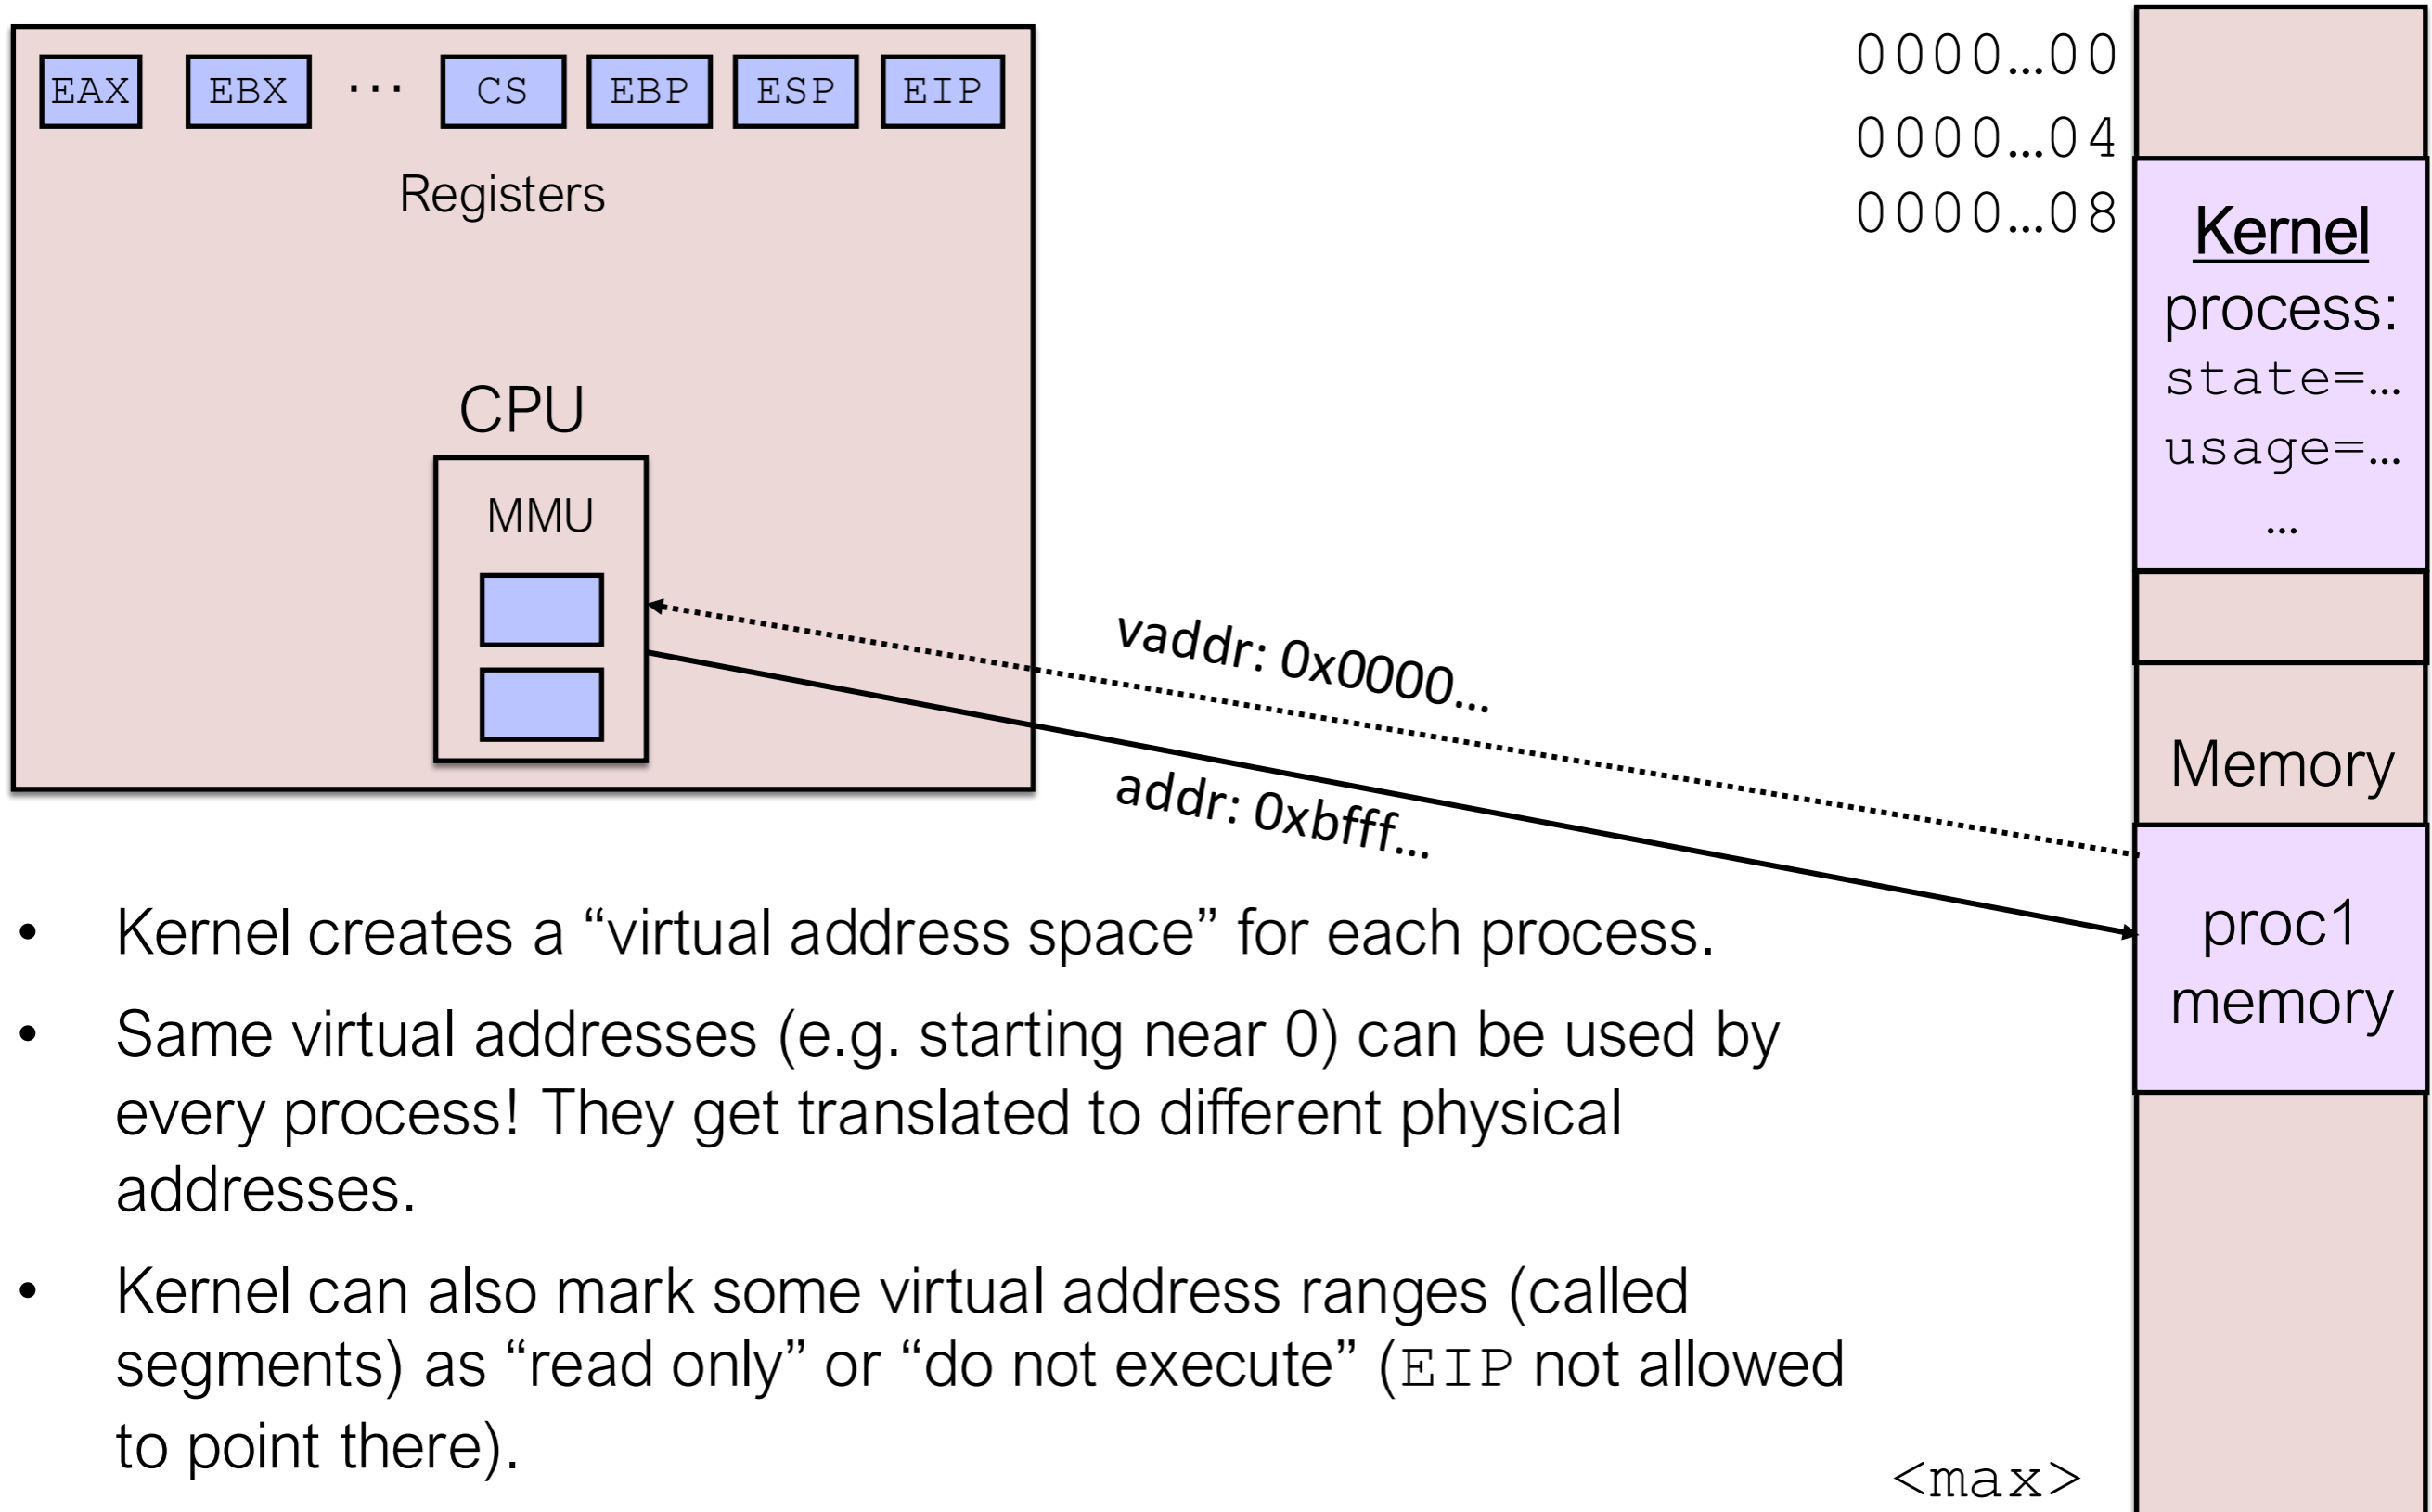 EAX EBX ... CS EBP ESP EIP
Registers
CPU
MMU
0000…00
0000…04
0000…08
Kernel
process:
state=…
usage=…
…
vaddr: 0x0000...
addr: 0xbfff...
Memory
proc1
memory
• Kernel creates a “virtual address space” for each process.
• Same virtual addresses (e.g. starting near 0) can be used by
every process! They get translated to different physical
addresses.
• Kernel can also mark some virtual address ranges (called
segments) as “read only” or “do not execute” (EIP not allowed
to point there).
<max>